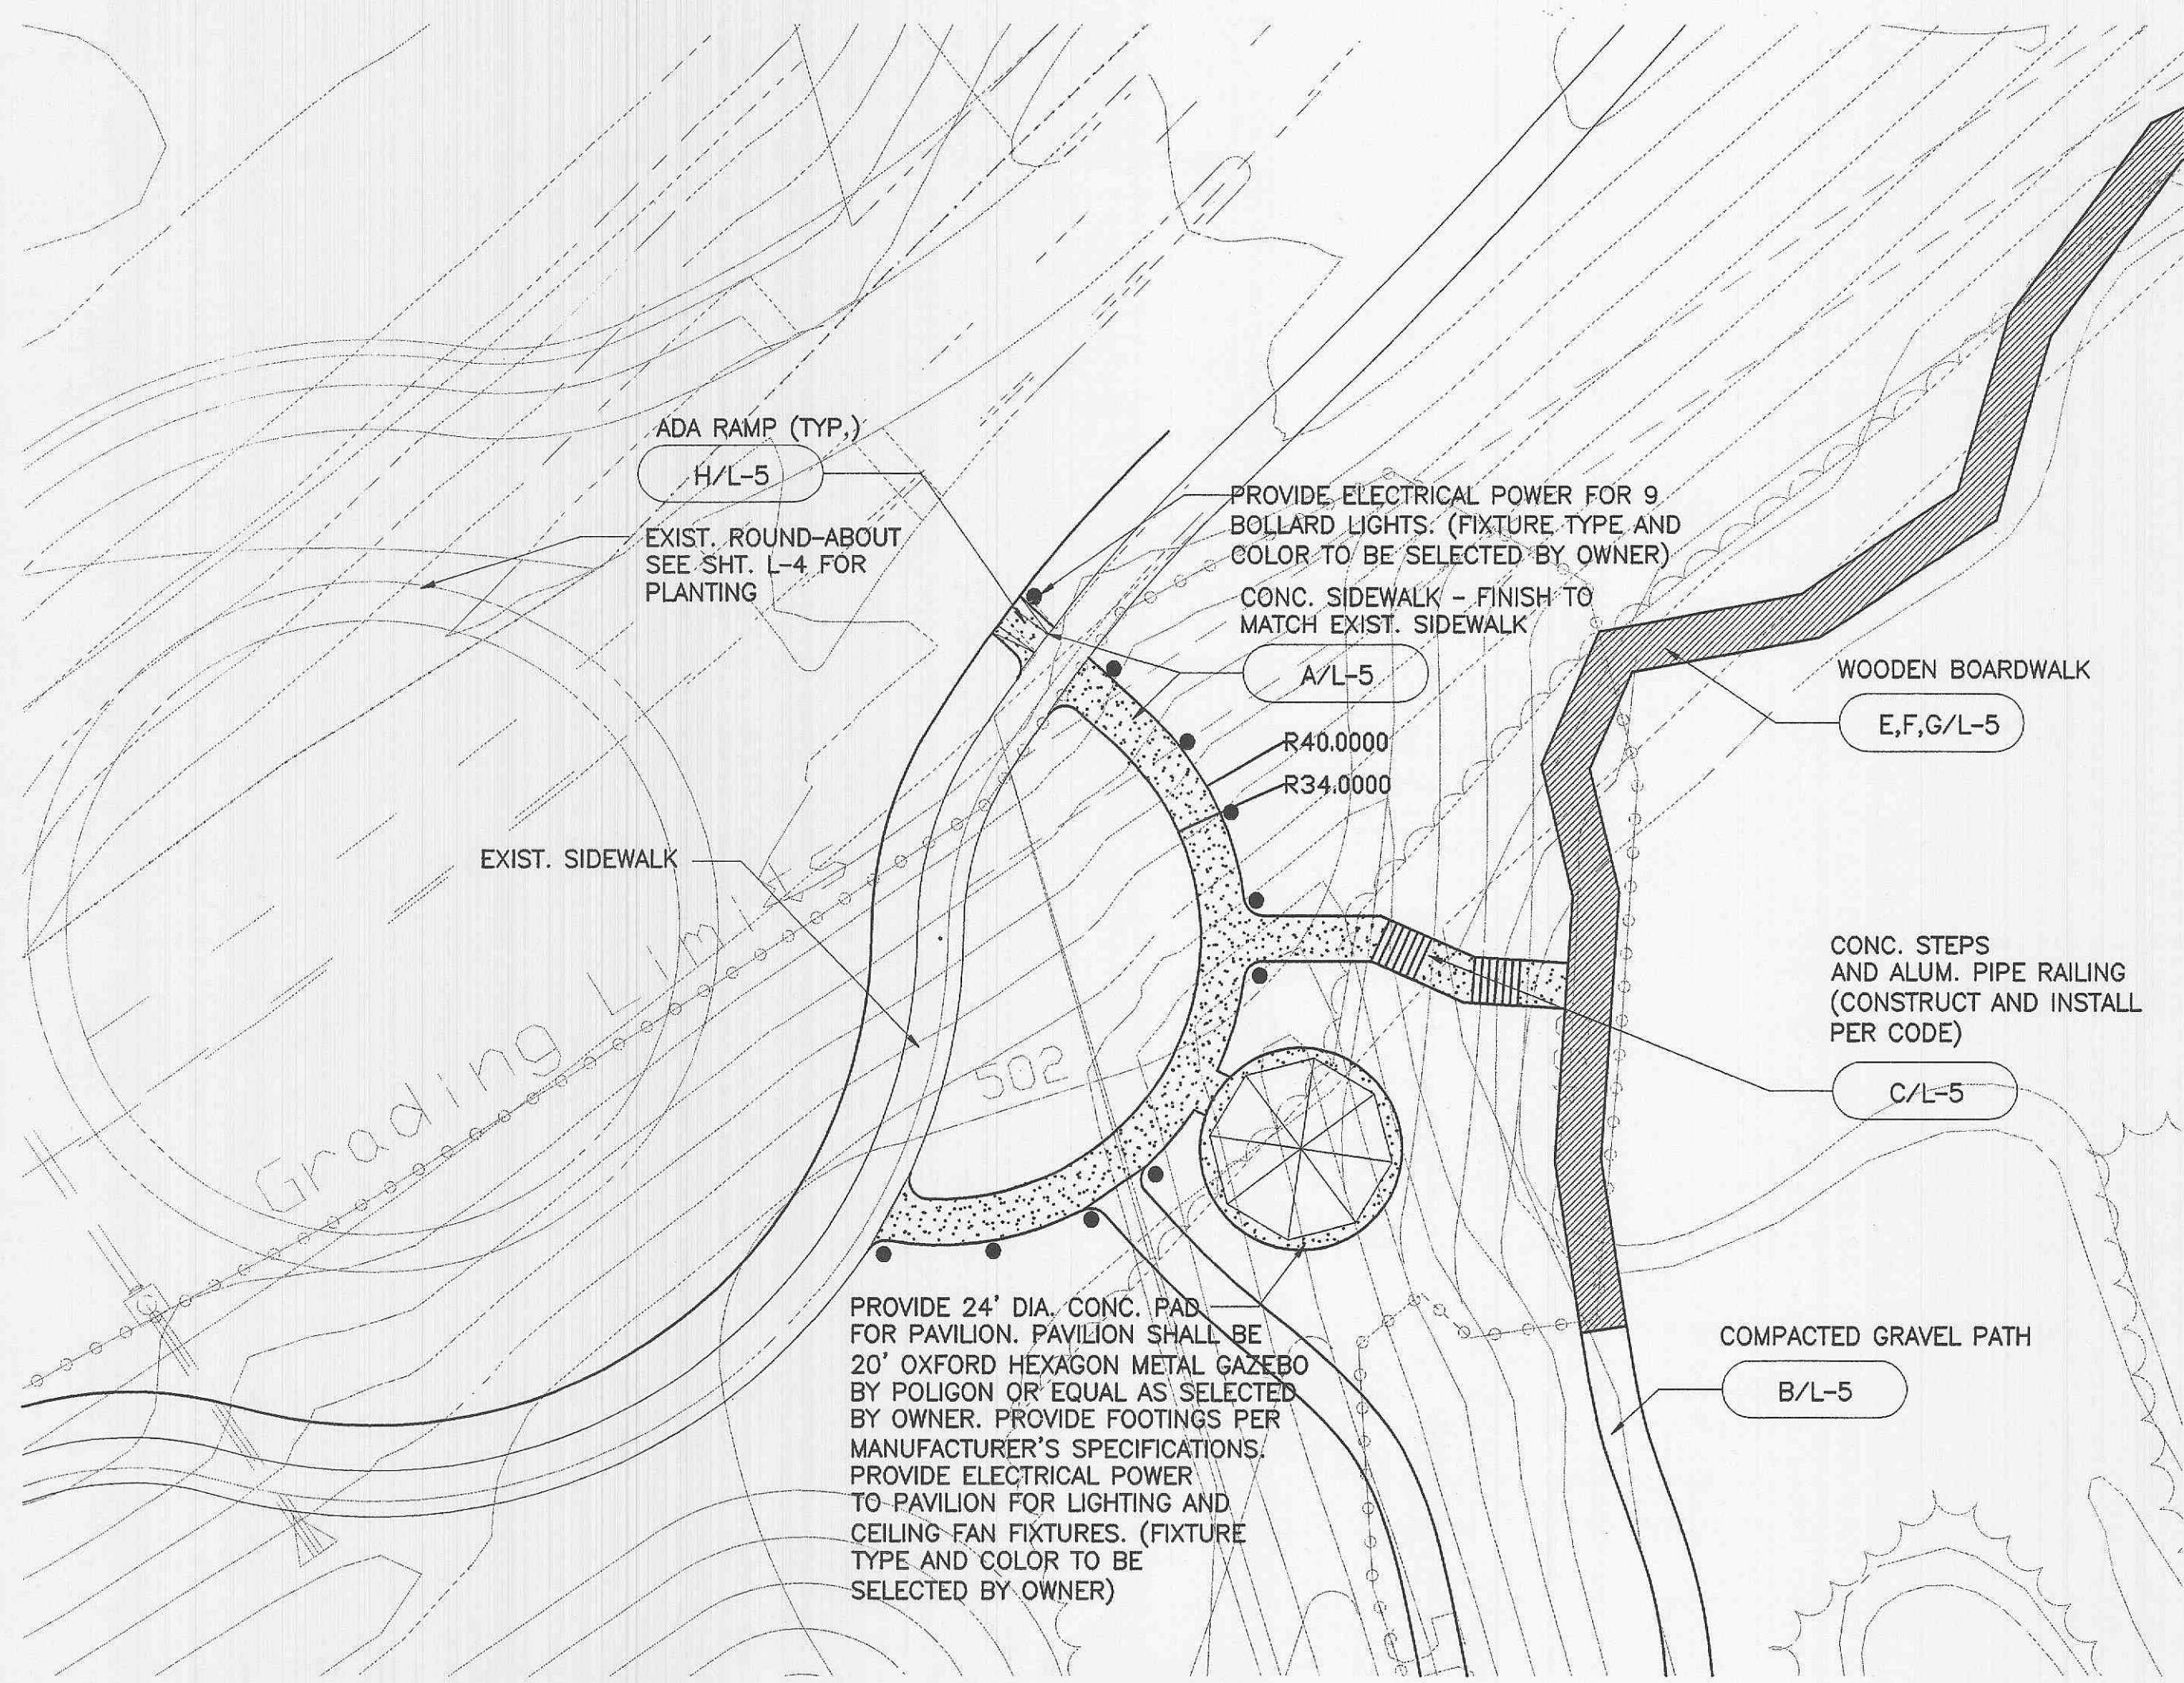 ADA RAMP (TYP,)
H/L-5
EXIST. ROUND-ABOUT
SEE SHT. L-4 FOR
PLANTING
PROVIDE ELECTRICAL POWER FOR 9
BOLLARD LIGHTS. (FIXTURE TYPE AND
COLOR TO BE SELECTED BY OWNER)
CONC. SIDEWALK - FINISH TO
MATCH EXIST. SIDEWALK
A/L-5
R40.0000
R34.0000
WOODEN BOARDWALK
E,F,G/L-5
EXIST. SIDEWALK
Grading Limits
502
CONC. STEPS
AND ALUM. PIPE RAILING
(CONSTRUCT AND INSTALL
PER CODE)
C/L-5
PROVIDE 24' DIA. CONC. PAD
FOR PAVILION. PAVILION SHALL BE
20' OXFORD HEXAGON METAL GAZEBO
BY POLIGON OR EQUAL AS SELECTED
BY OWNER. PROVIDE FOOTINGS PER
MANUFACTURER'S SPECIFICATIONS.
PROVIDE ELECTRICAL POWER
TO PAVILION FOR LIGHTING AND
CEILING FAN FIXTURES. (FIXTURE
TYPE AND COLOR TO BE
SELECTED BY OWNER)
COMPACTED GRAVEL PATH
B/L-5